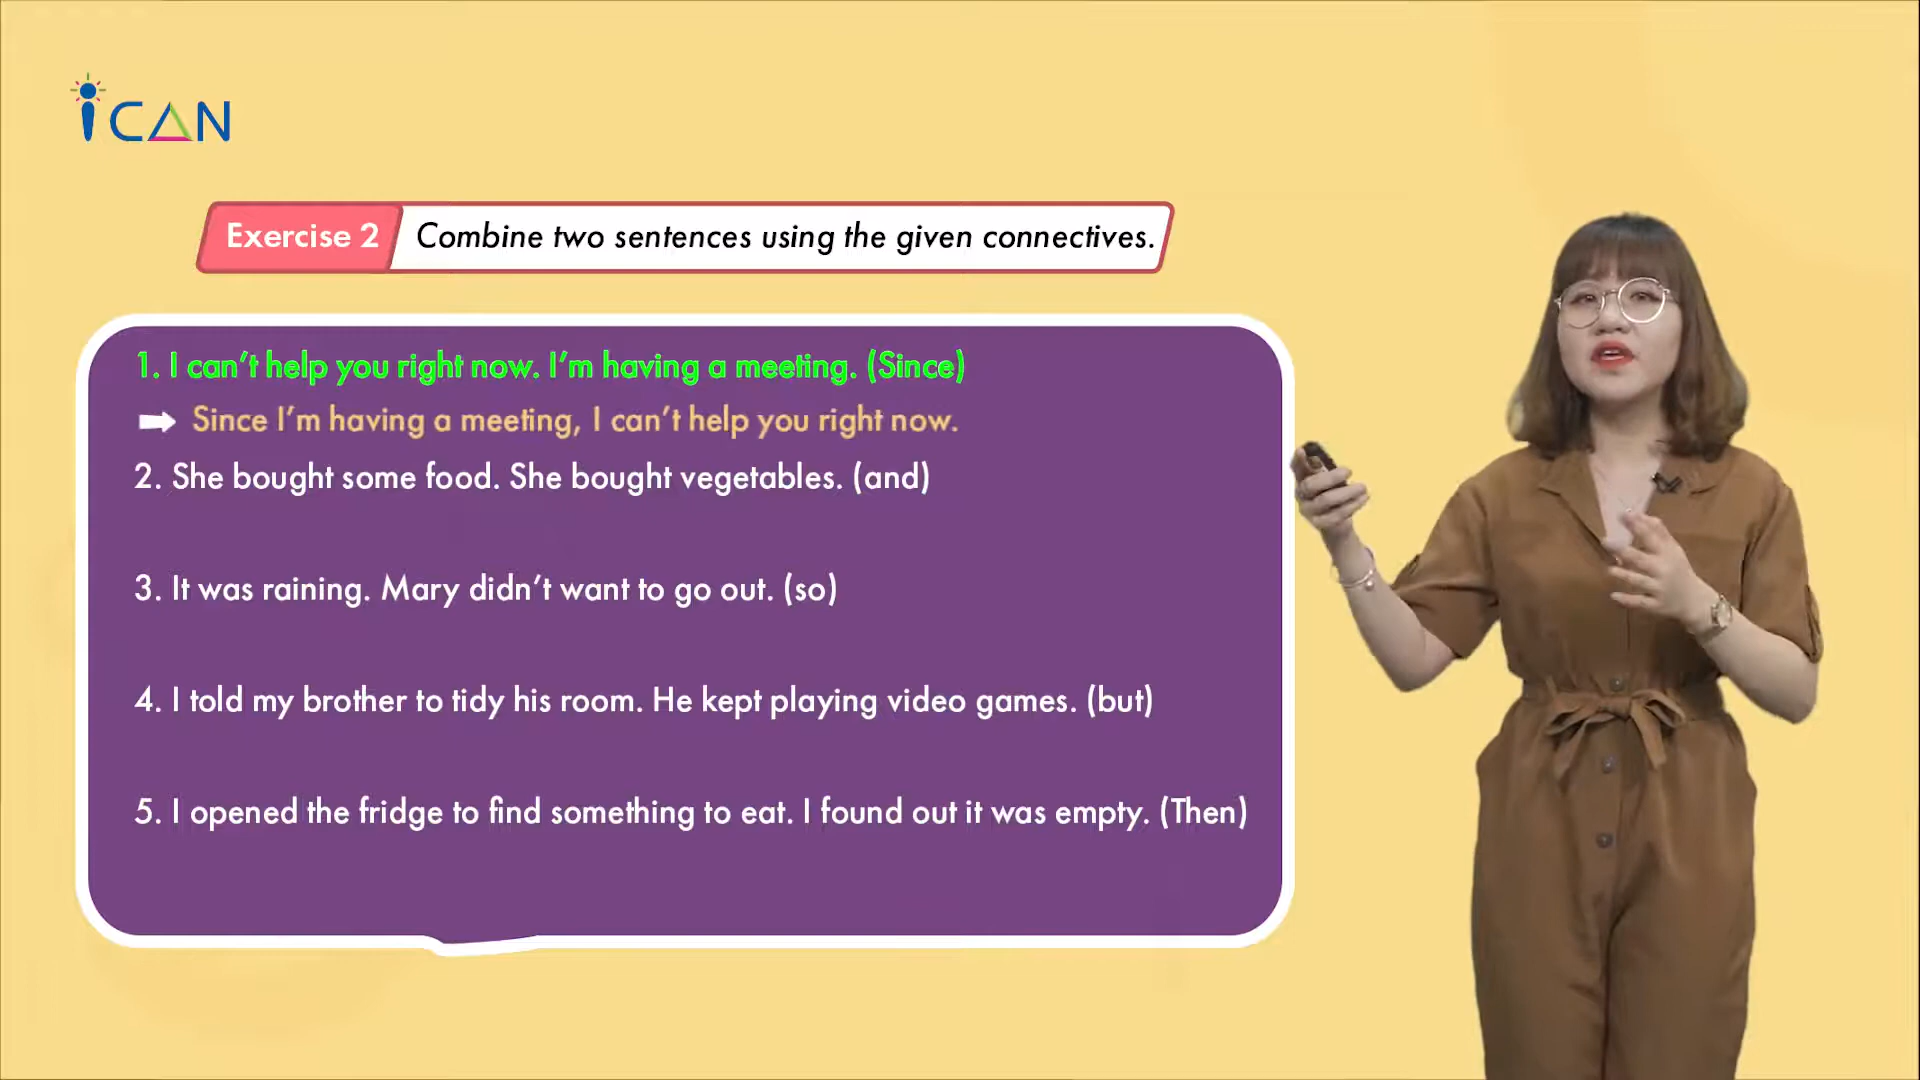 iCAN
Exercise 2 Combine two sentences using the given connectives.
1. I can't help you right now. I'm having a meeting. (Since)
Since I'm having a meeting, I can't help you right now.
2. She bought some food. She bought vegetables. (and)
3. It was raining. Mary didn't want to go out. (so)
4. I told my brother to tidy his room. He kept playing video games. (but)
5. I opened the fridge to find something to eat. I found out it was empty. (Then)